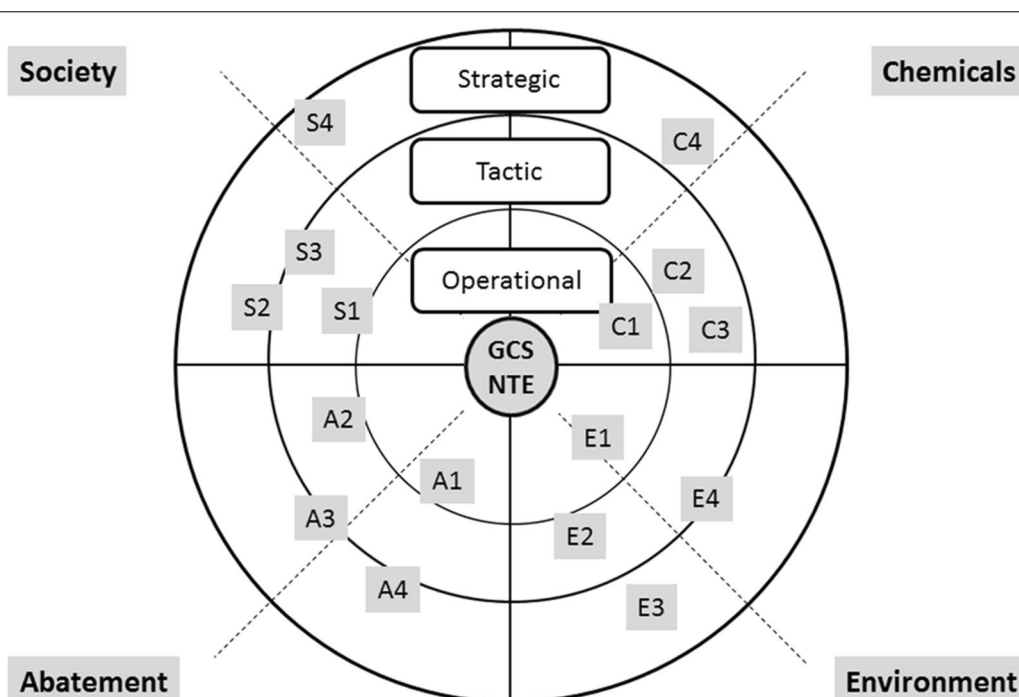 Society
Chemicals
Strategic
S4
C4
Tactic
S3
C2
Operational
S2
S1
C1
C3
GCS
NTE
A2
E1
A1
E4
A3
E2
A4
E3
Abatement
Environment